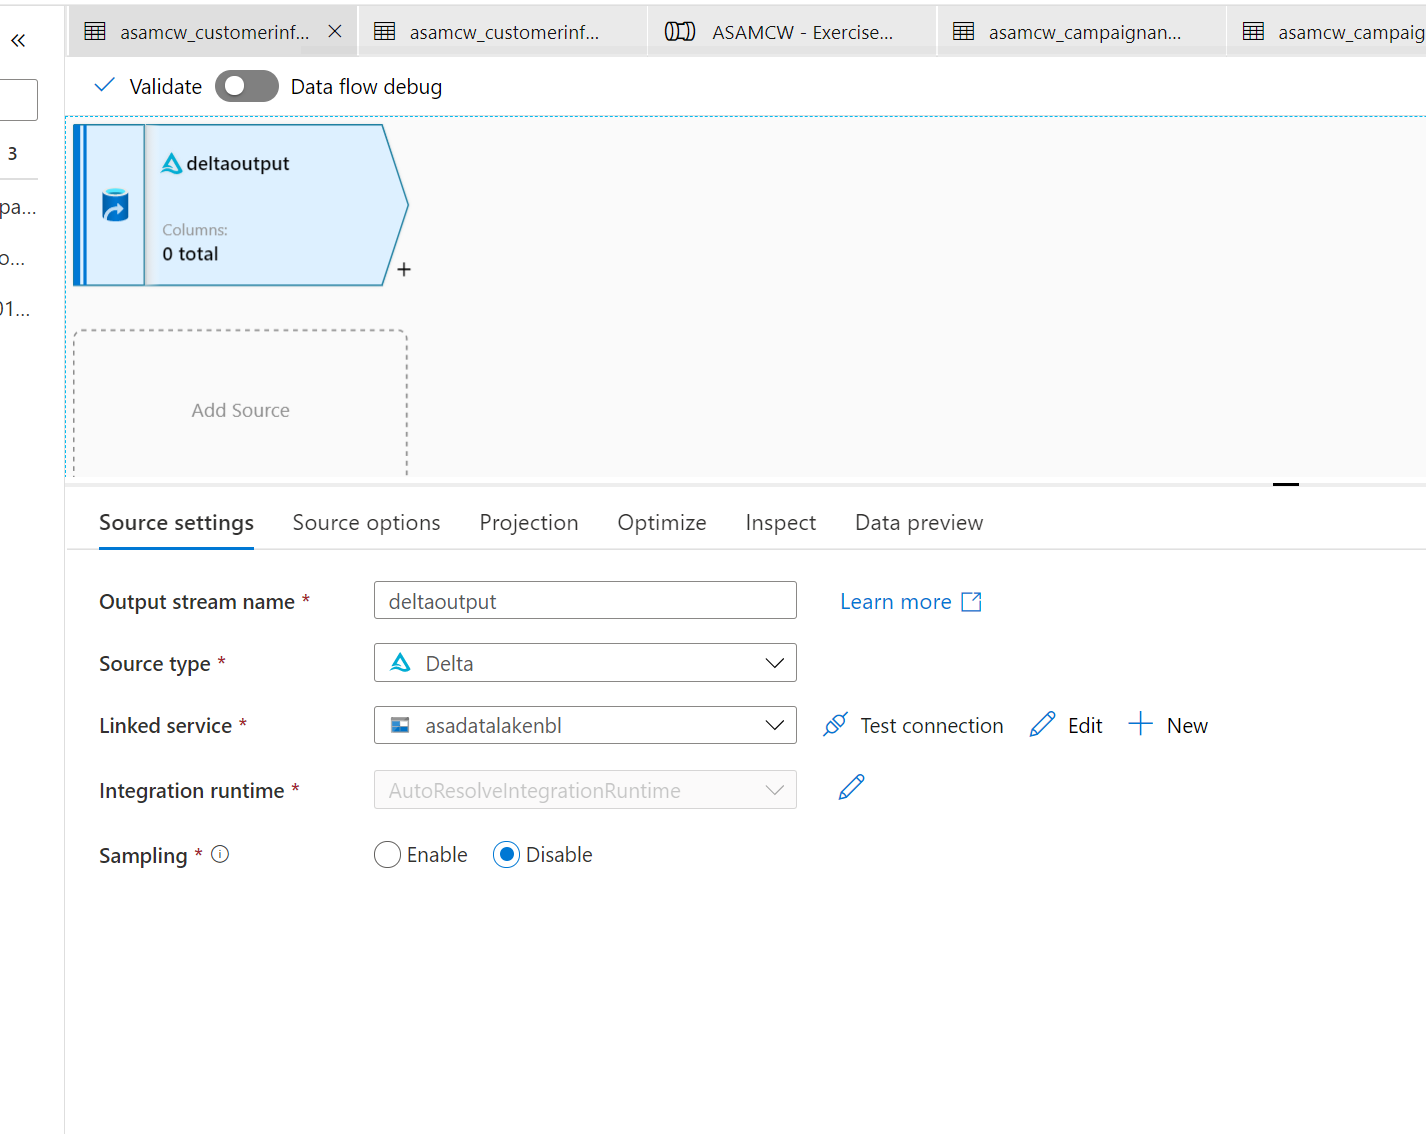 asamcw_customerinf...
asamcw_customerinf...
ASAMCW - Exercise...
asamcw_campaignan...
asamcw_campaig
Validate
Data flow debug
3
pa...
o...
01...
deltaoutput
Columns:
0 total
+
Add Source
Source settings
Source options
Projection
Optimize
Inspect
Data preview
Output stream name *
deltaoutput
Learn more
Source type *
Delta
Linked service *
asadatalakenbl
Test connection
Edit
New
Integration runtime *
AutoResolveIntegrationRuntime
Sampling *
Enable
Disable